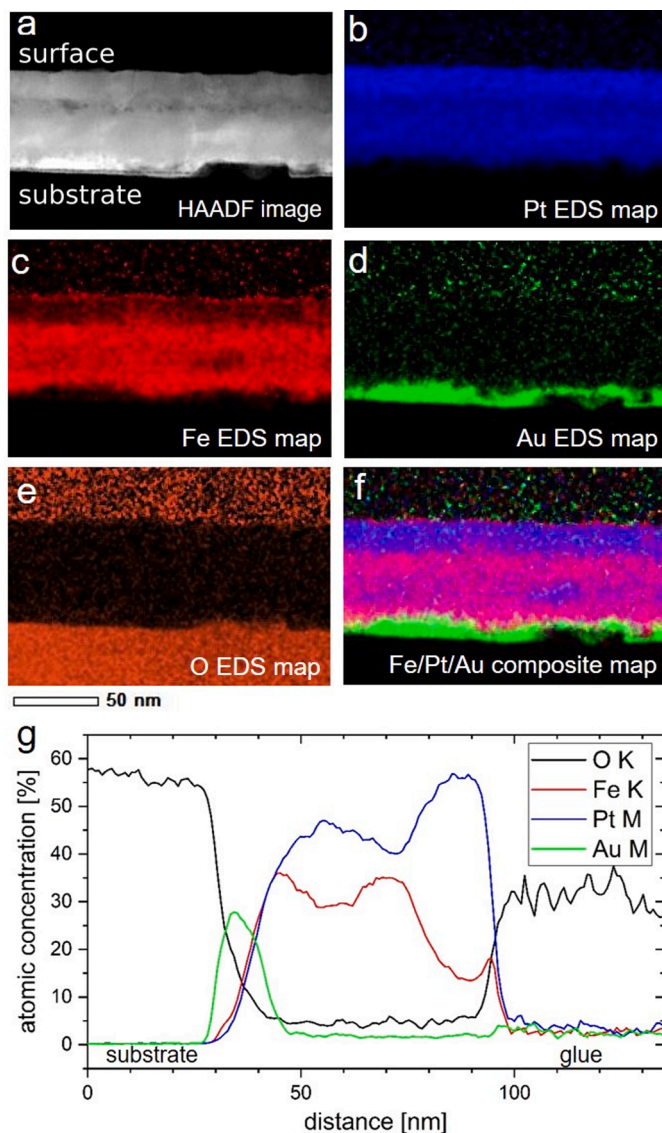 a
surface
substrate
HAADF image
b
Pt EDS map
c
Fe EDS map
d
Au EDS map
e
O EDS map
f
Fe/Pt/Au composite map
50 nm
g
60
50
40
30
20
10
0
atomic concentration [%]
O K
Fe K
Pt M
Au M
substrate
glue
0
50
100
distance [nm]